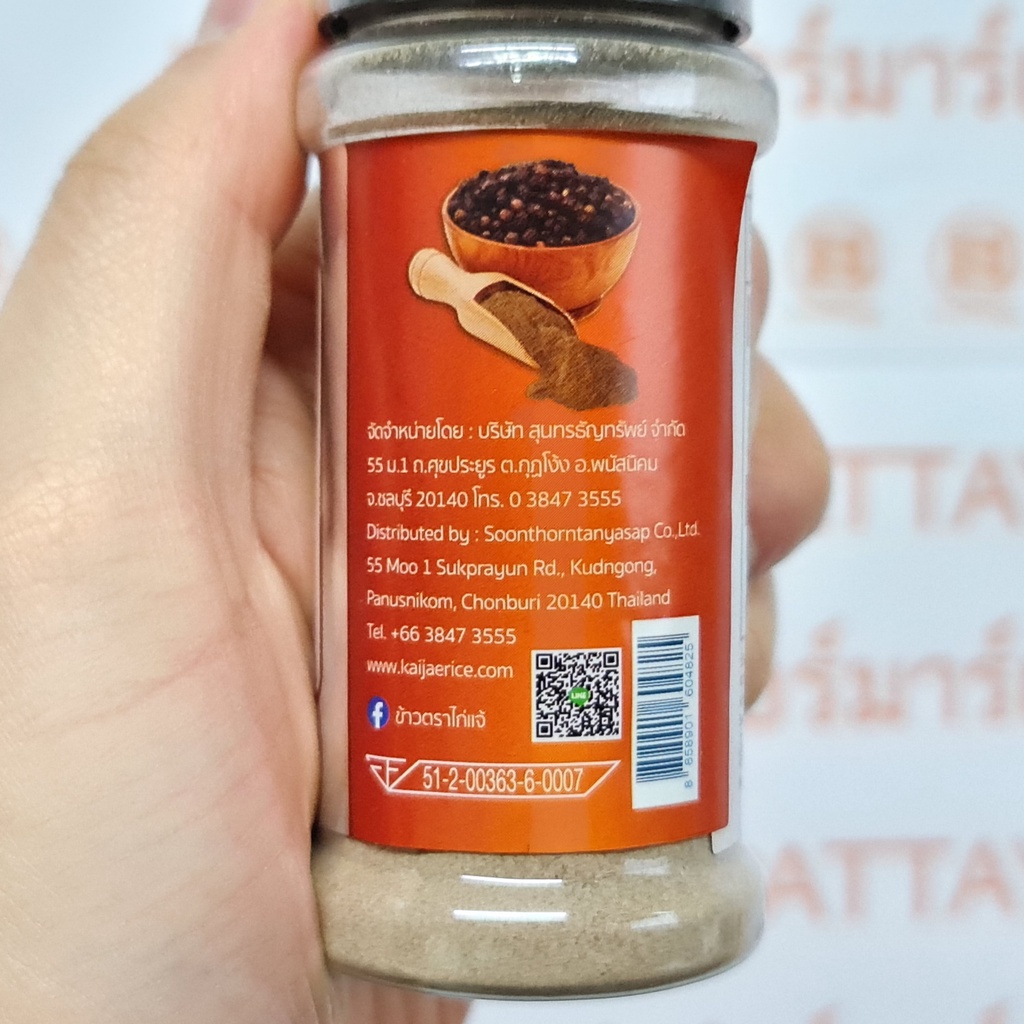 จัดจำหน่ายโดย : บริษัท สุนทรธัญทรัพย์ จำกัด
55 ม.1 ถ.ศุขประยูร ต.กุฎโง้ง อ.พนัสนิคม
จ.ชลบุรี 20140 โทร. 0 3847 3555
Distributed by : Soonthorntanyasap Co.,Ltd.
55 Moo 1 Sukprayun Rd., Kudngong,
Panusnikom, Chonburi 20140 Thailand
Tel. +66 3847 3555
www.kaijaerice.com
LINE
ข้าวตราไก่แจ้
51-2-00363-6-0007
8 858901 604825